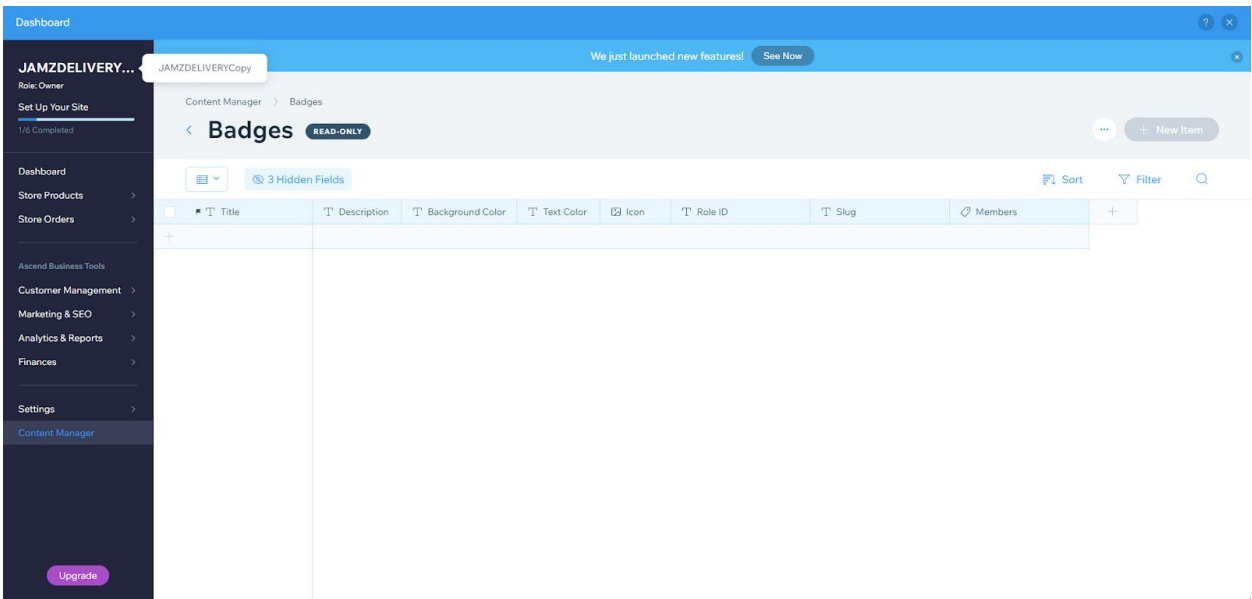 Dashboard
?
We just launched new features! See Now
JAMZDELIVERY...
JAMZDELIVERYCopy
Role: Owner
Set Up Your Site
1/6 Completed
Content Manager > Badges
Badges READ-ONLY
... + New Item
3 Hidden Fields
Sort Filter
T Title T Description T Background Color T Text Color Icon T Role ID T Slug Members +
+
Dashboard
Store Products >
Store Orders >
Ascend Business Tools
Customer Management >
Marketing & SEO >
Analytics & Reports >
Finances >
Settings >
Content Manager
Upgrade